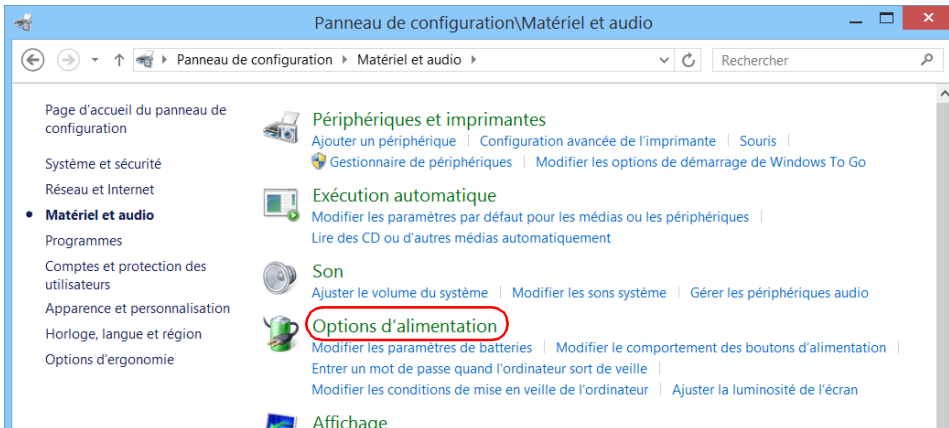 Panneau de configuration\Matériel et audio
Panneau de configuration Matériel et audio
Rechercher
Page d'accueil du panneau de
configuration
Système et sécurité
Réseau et Internet
Matériel et audio
Programmes
Comptes et protection des
utilisateurs
Apparence et personnalisation
Horloge, langue et région
Options d'ergonomie
Périphériques et imprimantes
Ajouter un périphérique | Configuration avancée de l'imprimante | Souris |
Gestionnaire de périphériques | Modifier les options de démarrage de Windows To Go
Exécution automatique
Modifier les paramètres par défaut pour les médias ou les périphériques |
Lire des CD ou d'autres médias automatiquement
Son
Ajuster le volume du système | Modifier les sons système | Gérer les périphériques audio
Options d'alimentation
Modifier les paramètres de batteries | Modifier le comportement des boutons d'alimentation |
Entrer un mot de passe quand l'ordinateur sort de veille |
Modifier les conditions de mise en veille de l'ordinateur | Ajuster la luminosité de l'écran
Affichage